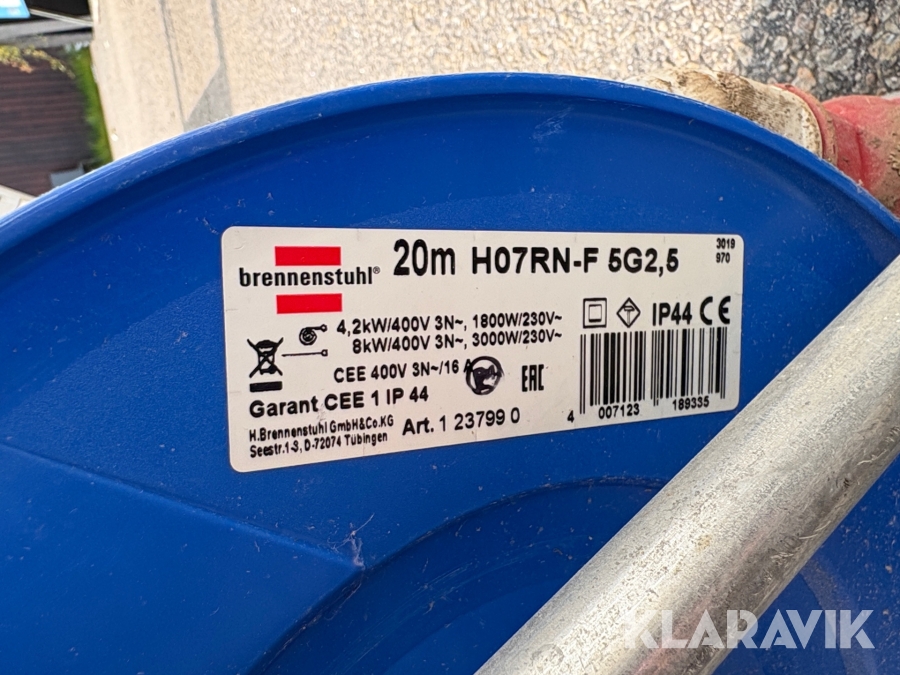 brennenstuhl®
20m H07RN-F 5G2,5
3019
970
4,2kW/400V 3N~, 1800W/230V~
8kW/400V 3N~, 3000W/230V~
IP44 CE
CEE 400V 3N~/16 A
EAC
Garant CEE 1 IP 44
H.Brennenstuhl GmbH&Co.KG
Seestr.1-3, D-72074 Tübingen
Art. 1 23799 0
4 007123 189335
KLARAVIK